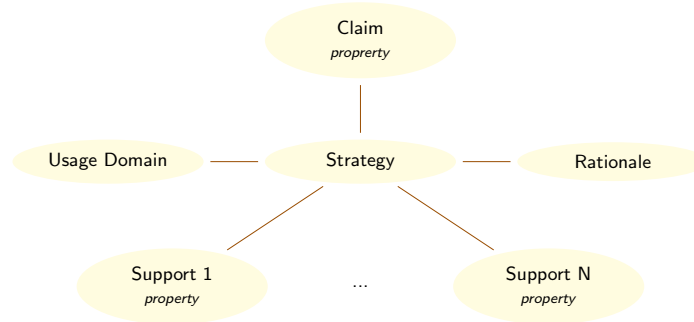 Claim
proprerty
Usage Domain
Strategy
Rationale
Support 1
property
...
Support N
property